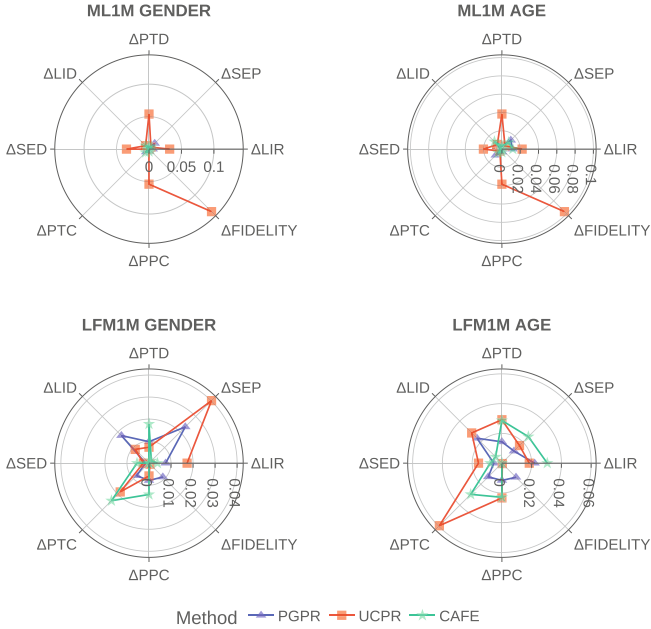 ML1M GENDER
ΔPTD
ΔLID
ΔSEP
ΔSED
ΔLIR
0
0.05
0.1
ΔPTC
ΔFIDELITY
ΔPPC
ML1M AGE
ΔPTD
ΔLID
ΔSEP
ΔSED
ΔLIR
0
0.02
0.04
0.06
0.08
0.1
ΔPTC
ΔFIDELITY
ΔPPC
LFM1M GENDER
ΔPTD
ΔLID
ΔSEP
ΔSED
ΔLIR
0
0.01
0.02
0.03
0.04
ΔPTC
ΔFIDELITY
ΔPPC
LFM1M AGE
ΔPTD
ΔLID
ΔSEP
ΔSED
ΔLIR
0
0.02
0.04
0.06
ΔPTC
ΔFIDELITY
ΔPPC
Method PGPR UCPR CAFE